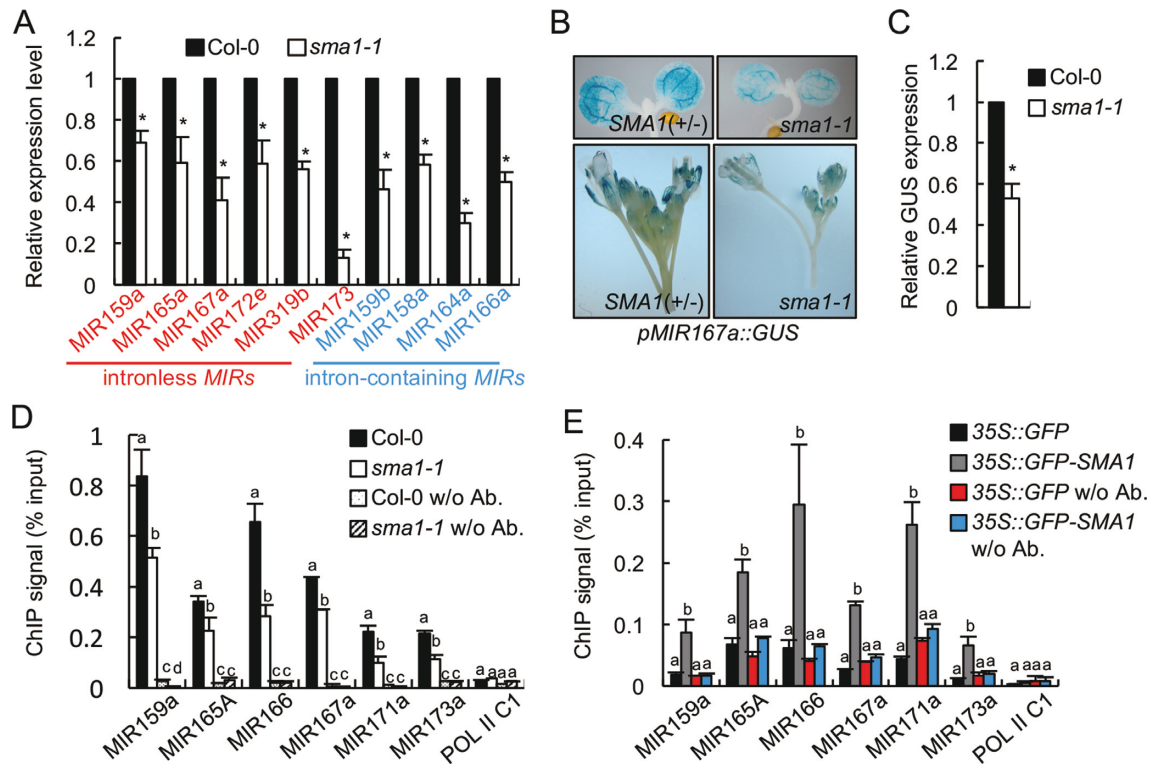 A
Col-0
sma1-1
Relative expression level
1.2
1
0.8
0.6
0.4
0.2
0
* * * * * * * * * *
MIR159a
MIR165a
MIR167a
MIR172e
MIR319b
MIR173
MIR159b
MIR158a
MIR164a
MIR166a
intronless MIRs
intron-containing MIRs
B
SMA1(+/-)
sma1-1
SMA1(+/-)
sma1-1
pMIR167a::GUS
C
Col-0
sma1-1
Relative GUS expression
1.2
1
0.8
0.6
0.4
0.2
0
*
D
Col-0
sma1-1
Col-0 w/o Ab.
sma1-1 w/o Ab.
ChIP signal (% input)
1
0.8
0.6
0.4
0.2
0
a b c d
a b c c
a b c c
a b c c
a b c c
a b c c
a a a a
MIR159a
MIR165A
MIR166
MIR167a
MIR171a
MIR173a
POL II C1
E
35S::GFP
35S::GFP-SMA1
35S::GFP w/o Ab.
35S::GFP-SMA1
w/o Ab.
ChIP signal (% input)
0.4
0.3
0.2
0.1
0
a b a a
a b a a
a b a a
a b a a
a b a a
a b a a
a a a a
MIR159a
MIR165A
MIR166
MIR167a
MIR171a
MIR173a
POL II C1